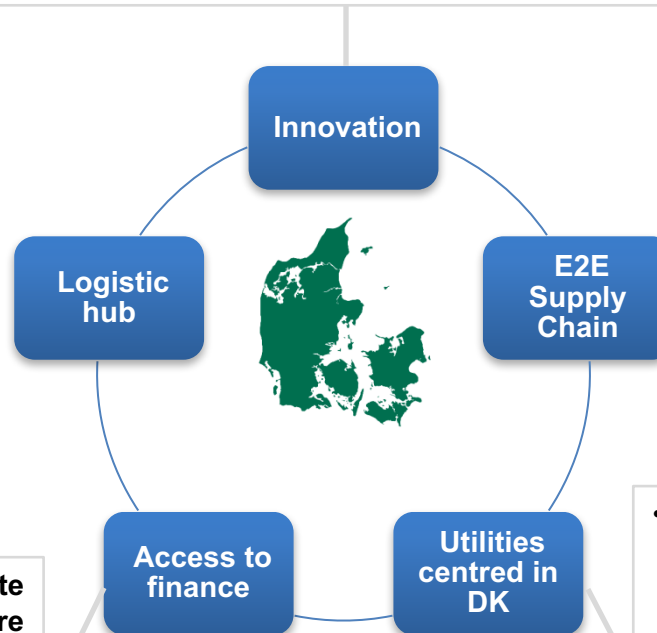 Innovation
Logistic
hub
E2E
Supply
Chain
Access to
finance
Utilities
centred in
DK
te
re
•